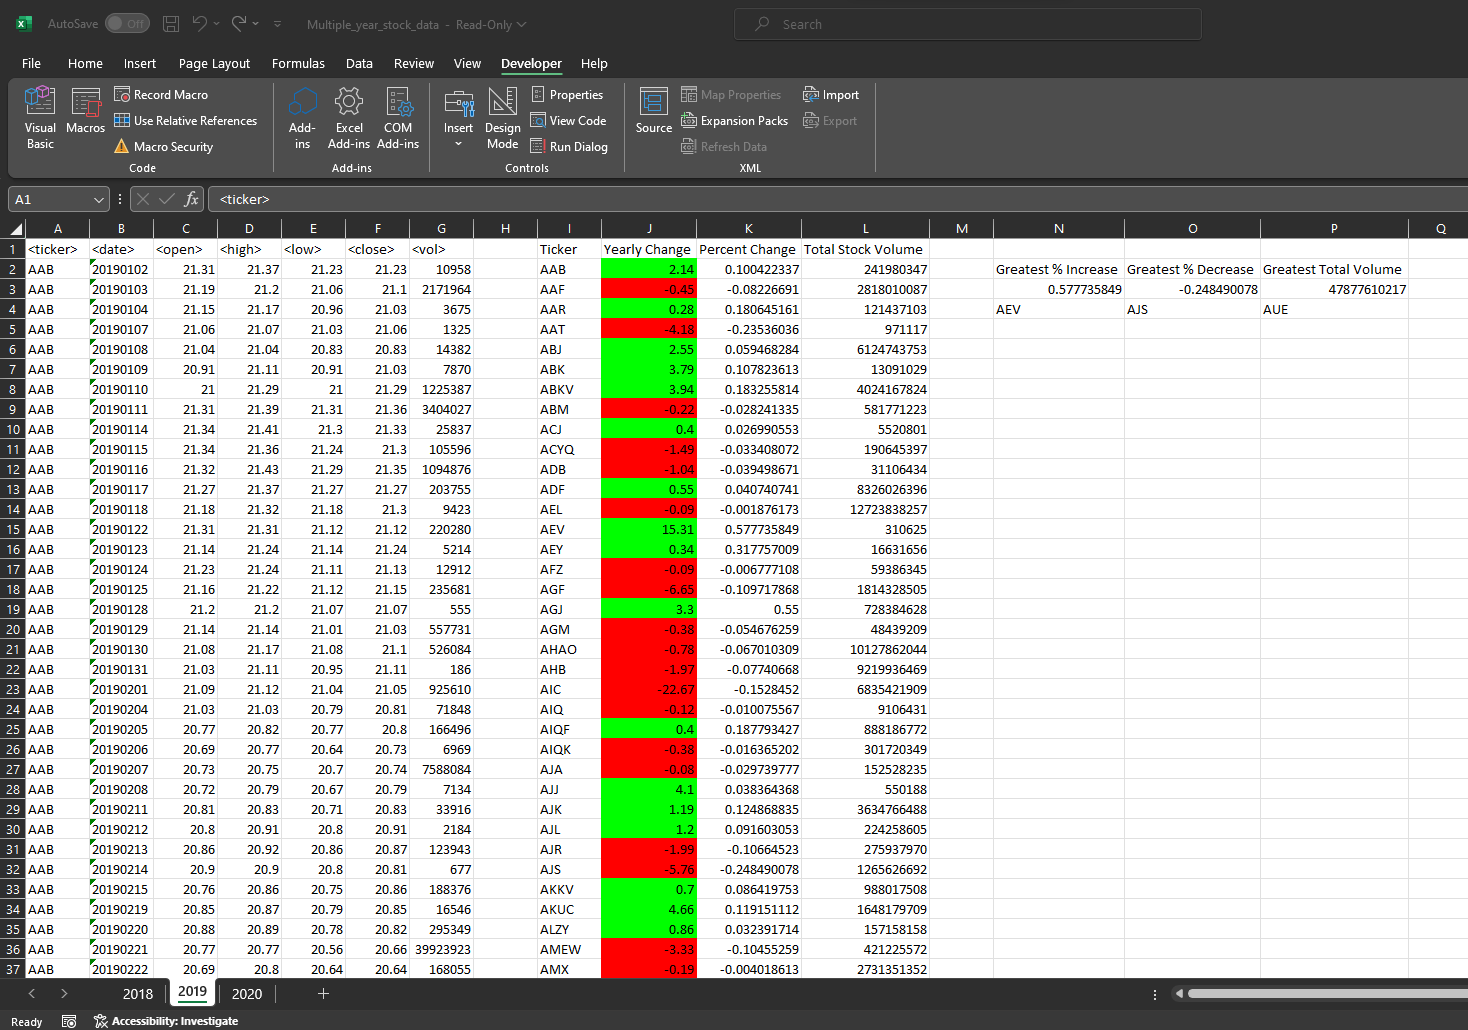 AutoSave Off Multiple_year_stock_data - Read-Only Search
File Home Insert Page Layout Formulas Data Review View Developer Help
Visual Basic Macros Record Macro Use Relative References Macro Security Code
Add-ins Excel Add-ins COM Add-ins Add-ins
Insert Design Mode Properties View Code Run Dialog Controls
Source Map Properties Expansion Packs Refresh Data Import Export XML
A1 fx <ticker>
A B C D E F G H I J K L M N O P Q
1 <ticker> <date> <open> <high> <low> <close> <vol> Ticker Yearly Change Percent Change Total Stock Volume
2 AAB 20190102 21.31 21.37 21.23 21.23 10958 AAB 2.14 0.100422337 241980347 Greatest % Increase Greatest % Decrease Greatest Total Volume
3 AAB 20190103 21.19 21.2 21.06 21.1 2171964 AAF -0.45 -0.08226691 2818010087 0.577735849 -0.248490078 47877610217
4 AAB 20190104 21.15 21.17 20.96 21.03 3675 AAR 0.28 0.180645161 121437103 AEV AJS AUE
5 AAB 20190107 21.06 21.07 21.03 21.06 1325 AAT -4.18 -0.23536036 971117
6 AAB 20190108 21.04 21.04 20.83 20.83 14382 ABJ 2.55 0.059468284 6124743753
7 AAB 20190109 20.91 21.11 20.91 21.03 7870 ABK 3.79 0.107823613 13091029
8 AAB 20190110 21 21.29 21 21.29 1225387 ABKV 3.94 0.183255814 4024167824
9 AAB 20190111 21.31 21.39 21.31 21.36 3404027 ABM -0.22 -0.028241335 581771223
10 AAB 20190114 21.34 21.41 21.3 21.33 25837 ACJ 0.4 0.026990553 5520801
11 AAB 20190115 21.34 21.36 21.24 21.3 105596 ACYQ -1.49 -0.033408072 190645397
12 AAB 20190116 21.32 21.43 21.29 21.35 1094876 ADB -1.04 -0.039498671 31106434
13 AAB 20190117 21.27 21.37 21.27 21.27 203755 ADF 0.55 0.040740741 8326026396
14 AAB 20190118 21.18 21.32 21.18 21.3 9423 AEL -0.09 -0.001876173 12723838257
15 AAB 20190122 21.31 21.31 21.12 21.12 220280 AEV 15.31 0.577735849 310625
16 AAB 20190123 21.14 21.24 21.14 21.24 5214 AEY 0.34 0.317757009 16631656
17 AAB 20190124 21.23 21.24 21.11 21.13 12912 AFZ -0.09 -0.006777108 59386345
18 AAB 20190125 21.16 21.22 21.12 21.15 235681 AGF -6.65 -0.109717868 1814328505
19 AAB 20190128 21.2 21.2 21.07 21.07 555 AGJ 3.3 0.55 728384628
20 AAB 20190129 21.14 21.14 21.01 21.03 557731 AGM -0.38 -0.054676259 48439209
21 AAB 20190130 21.08 21.17 21.08 21.1 526084 AHAO -0.78 -0.067010309 10127862044
22 AAB 20190131 21.03 21.11 20.95 21.11 186 AHB -1.97 -0.07740668 9219936469
23 AAB 20190201 21.09 21.12 21.04 21.05 925610 AIC -22.67 -0.1528452 6835421909
24 AAB 20190204 21.03 21.03 20.79 20.81 71848 AIQ -0.12 -0.010075567 9106431
25 AAB 20190205 20.77 20.82 20.77 20.8 166496 AIQF 0.4 0.187793427 888186772
26 AAB 20190206 20.69 20.77 20.64 20.73 6969 AIQK -0.38 -0.016365202 301720349
27 AAB 20190207 20.73 20.75 20.7 20.74 7588084 AJA -0.08 -0.029739777 152528235
28 AAB 20190208 20.72 20.79 20.67 20.79 7134 AJJ 4.1 0.038364368 550188
29 AAB 20190211 20.81 20.83 20.71 20.83 33916 AJK 1.19 0.124868835 3634766488
30 AAB 20190212 20.8 20.91 20.8 20.91 2184 AJL 1.2 0.091603053 224258605
31 AAB 20190213 20.86 20.92 20.86 20.87 123943 AJR -1.99 -0.10664523 275937970
32 AAB 20190214 20.9 20.9 20.8 20.81 677 AJS -5.76 -0.248490078 1265626692
33 AAB 20190215 20.76 20.86 20.75 20.86 188376 AKKV 0.7 0.086419753 988017508
34 AAB 20190219 20.85 20.87 20.79 20.85 16546 AKUC 4.66 0.119151112 1648179709
35 AAB 20190220 20.88 20.89 20.78 20.82 295349 ALZY 0.86 0.032391714 157158158
36 AAB 20190221 20.77 20.77 20.56 20.66 39923923 AMEW -3.33 -0.10455259 421225572
37 AAB 20190222 20.69 20.8 20.64 20.64 168055 AMX -0.19 -0.004018613 2731351352
2018 2019 2020
Ready Accessibility: Investigate